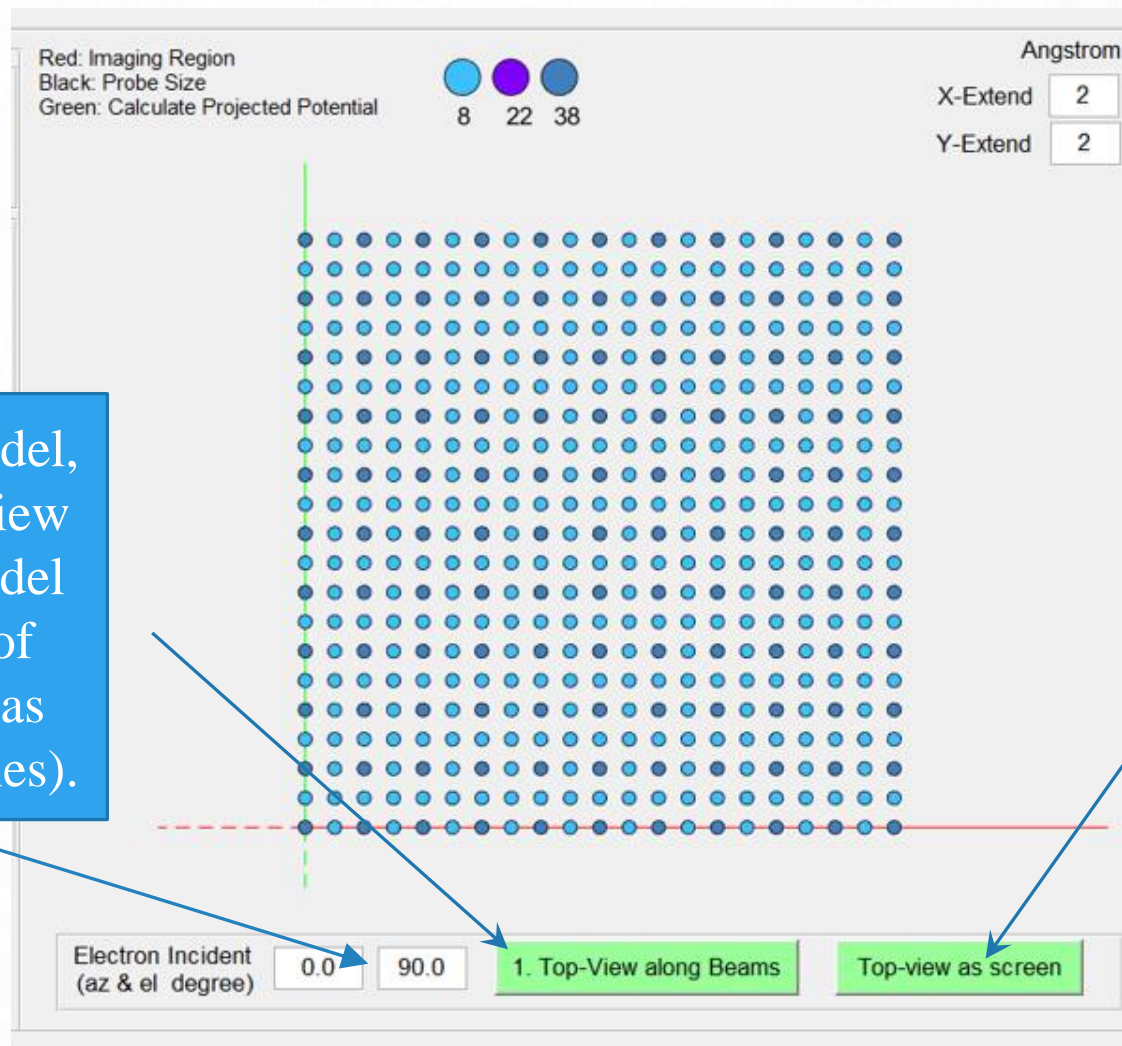 Red: Imaging Region
Black: Probe Size
Green: Calculate Projected Potential
8 22 38
Angstrom
X-Extend 2
Y-Extend 2
del,
iew
del
of
as
es).
Electron Incident
(az & el degree)
0.0 90.0
1. Top-View along Beams
Top-view as screen